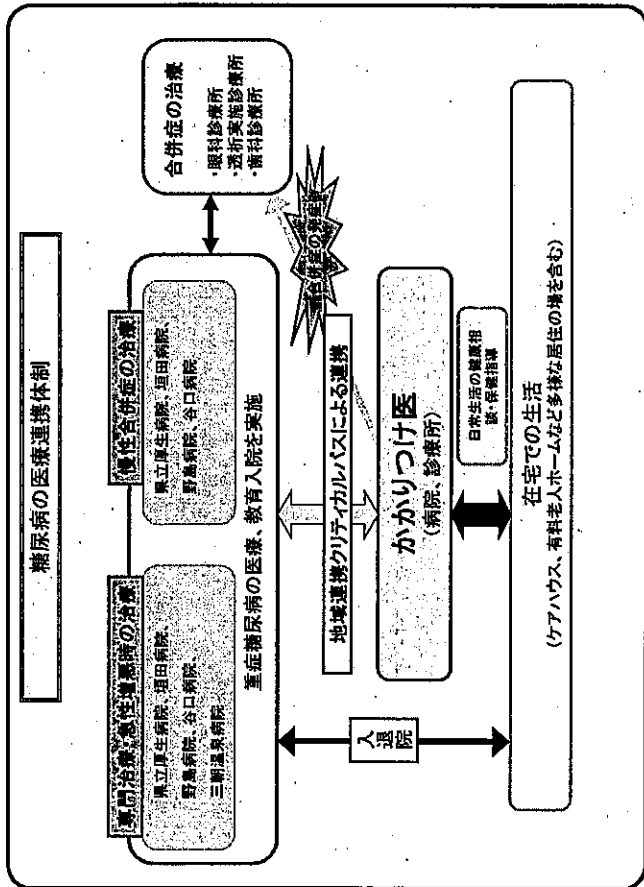 糖尿病の医療連携体制
専門治療、急性増悪時の治療
県立厚生病院、垣田病院、
野島病院、谷口病院、
三朝温泉病院
慢性合併症の治療
県立厚生病院、垣田病院、
野島病院、谷口病院
重症糖尿病の医療、教育入院を実施
合併症の治療
・眼科診療所
・透析実施診療所
・歯科診療所
合併症の発症時
地域連携クリティカルパスによる連携
入退院
かかりつけ医
(病院、診療所)
日常生活の健康相
談・保健指導
在宅での生活
(ケアハウス、有料老人ホームなど多様な居住の場を含む)